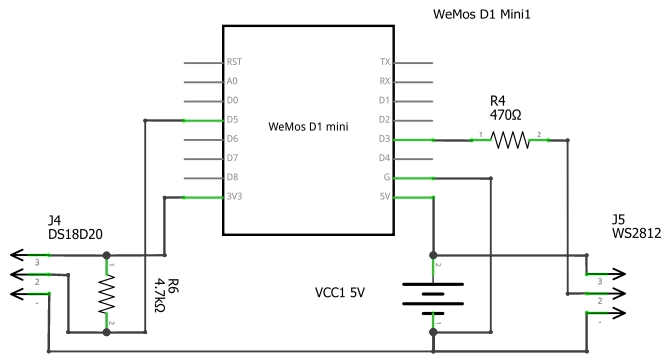 WeMos D1 Mini1
RST
A0
D0
D5
D6
D7
D8
3V3
WeMos D1 mini
TX
RX
D1
D2
D3
D4
G
5V
R4
470Ω
1
2
J4
DS18D20
3
2
1
2
R6
4.7kΩ
VCC1 5V
2
1
J5
WS2812
3
2